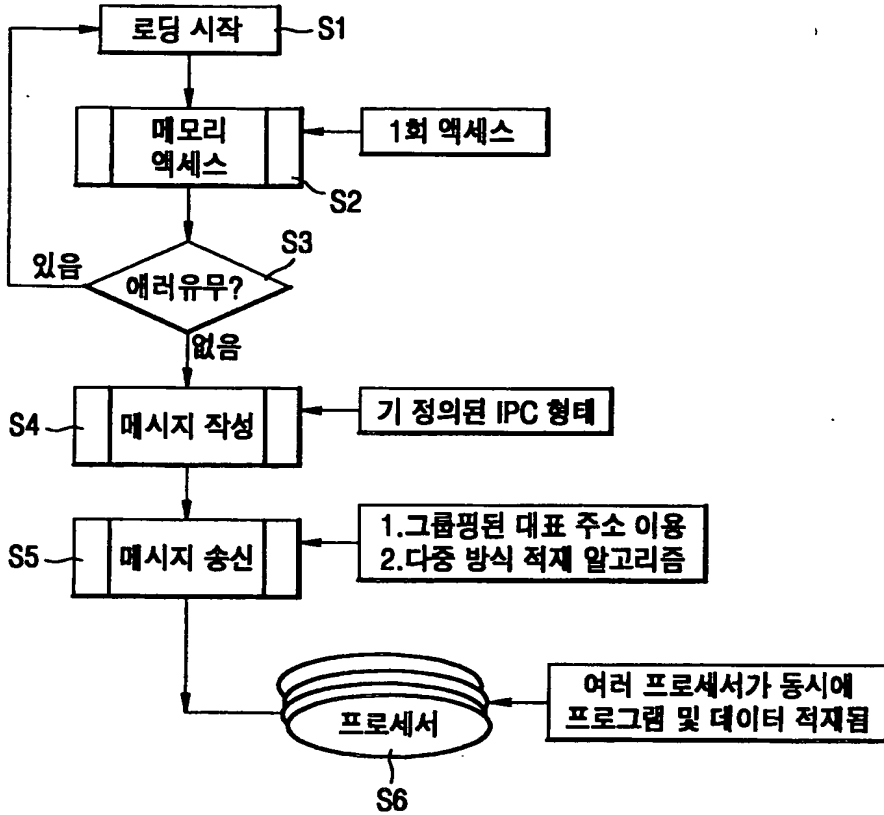 로딩 시작
S1
메모리
액세스
1회 액세스
S2
S3
있음
애러유무?
없음
S4
메시지 작성
기 정의된 IPC 형태
S5
메시지 송신
1.그룹핑된 대표 주소 이용
2.다중 방식 적재 알고리즘
프로세서
여러 프로세서가 동시에
프로그램 및 데이터 적재됨
S6